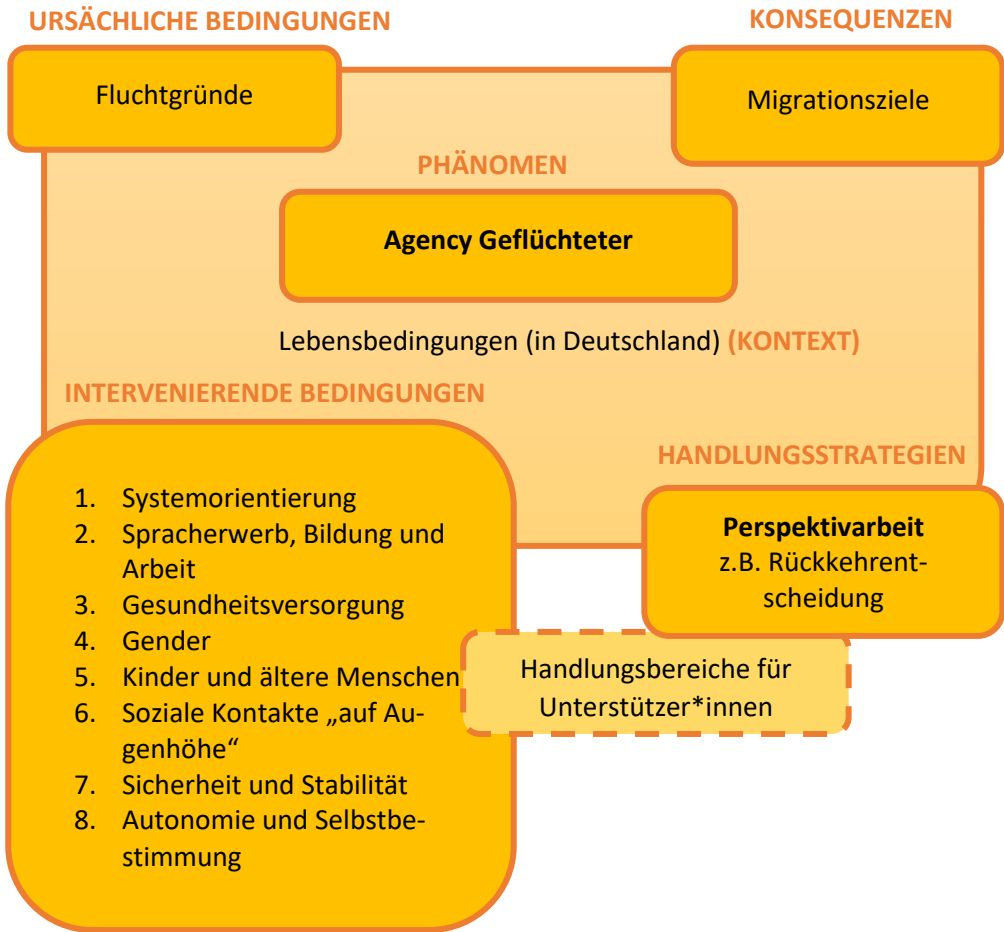 URSÄCHLICHE BEDINGUNGEN
KONSEQUENZEN
Fluchtgründe
Migrationsziele
PHÄNOMEN
Agency Geflüchteter
Lebensbedingungen (in Deutschland) (KONTEXT)
INTERVENIERENDE BEDINGUNGEN
1. Systemorientierung
2. Spracherwerb, Bildung und
Arbeit
3. Gesundheitsversorgung
4. Gender
5. Kinder und ältere Menschen
6. Soziale Kontakte „auf Au-
genhöhe“
7. Sicherheit und Stabilität
8. Autonomie und Selbstbe-
stimmung
HANDLUNGSSTRATEGIEN
Perspektivarbeit
z.B. Rückkehrent-
scheidung
Handlungsbereiche für
Unterstützer*innen